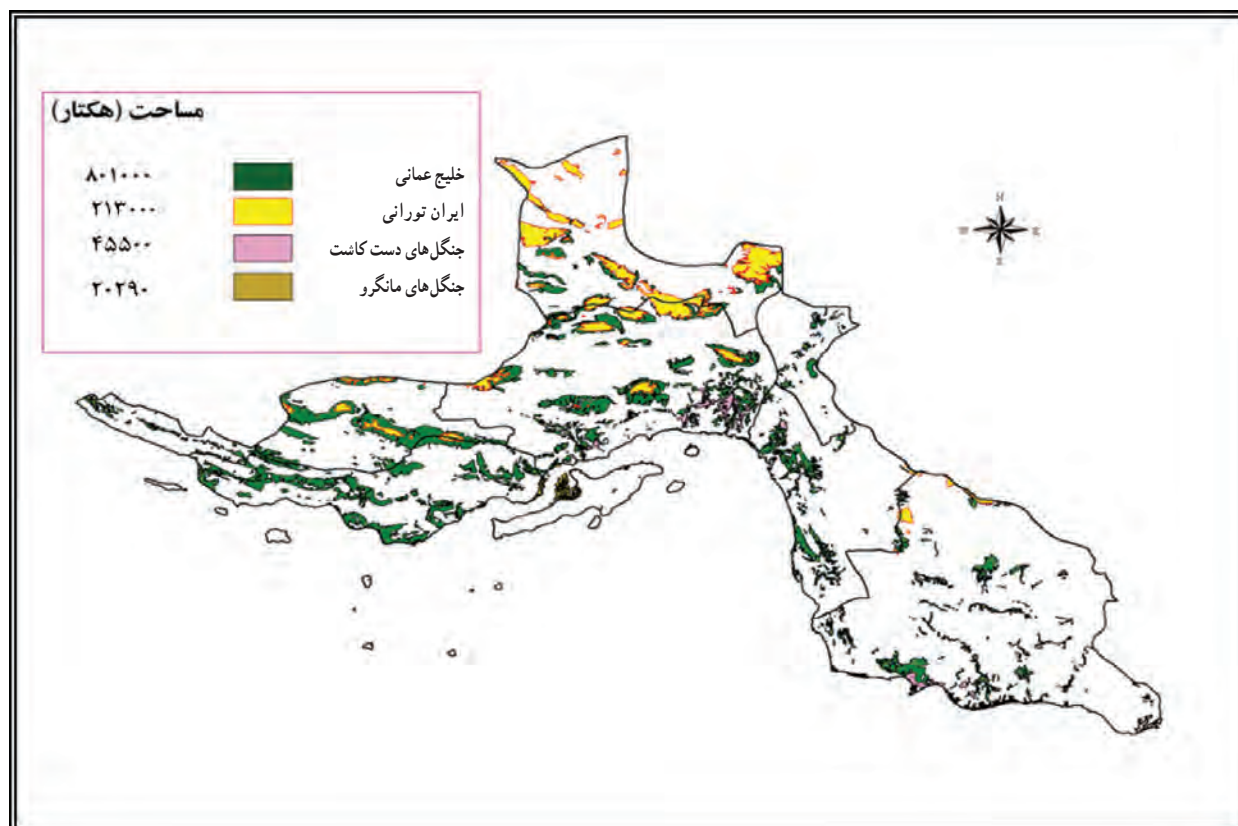 مساحت (هکتار)
خلیج عمانی ۸۰۱۰۰۰
ایران تورانی ۲۱۳۰۰۰
جنگل‌های دست کاشت ۴۵۵۰۰
جنگل‌های مانگرو ۲۰۲۹۰
N
E
S